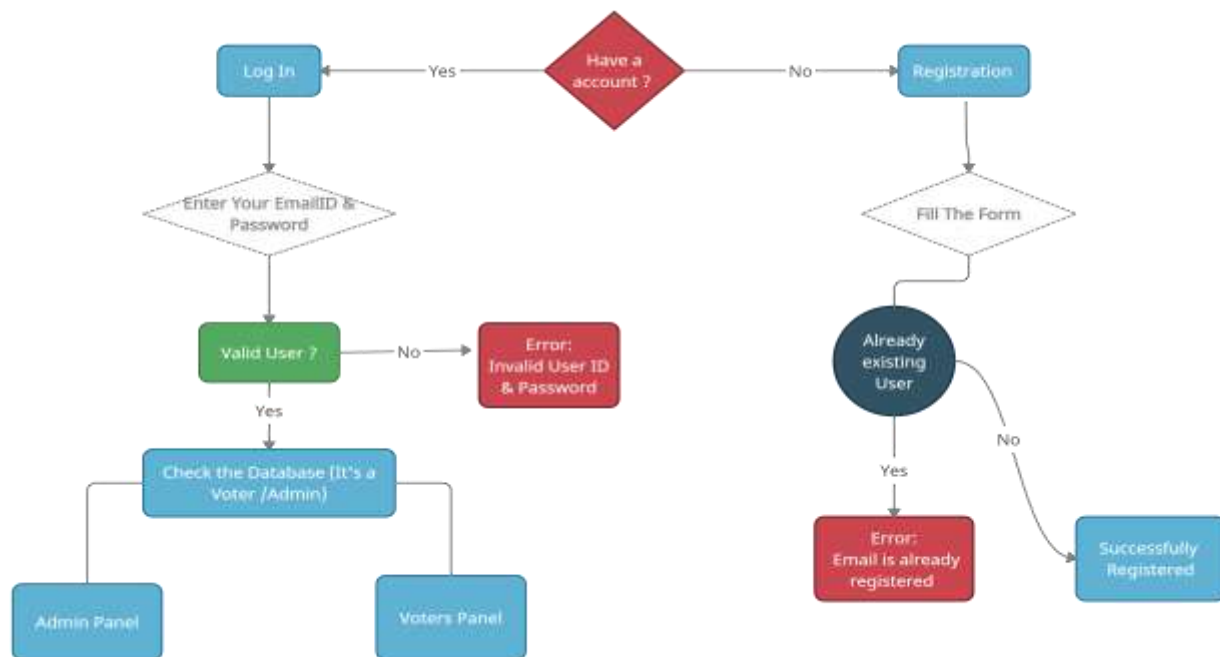 Have a
account ?
Log In
Yes
No
Registration
Enter Your EmailID &
Password
Fill The Form
Valid User ?
No
Error:
Invalid User ID
& Password
Already
existing
User
Yes
No
Yes
Check the Database (It's a
Voter /Admin)
Error:
Email is already
registered
Successfully
Registered
Admin Panel
Voters Panel